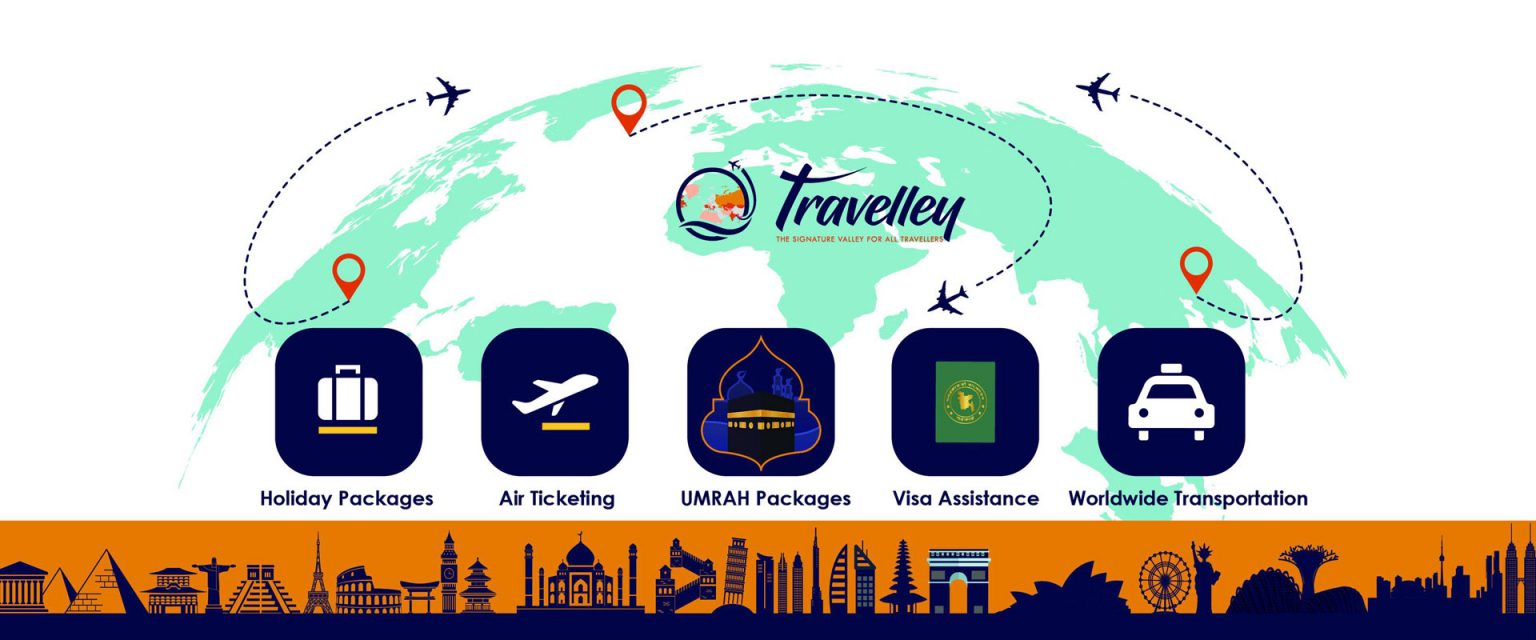 Travelley
THE SIGNATURE VALLEY FOR ALL TRAVELLERS
Holiday Packages
Air Ticketing
UMRAH Packages
Visa Assistance
Worldwide Transportation